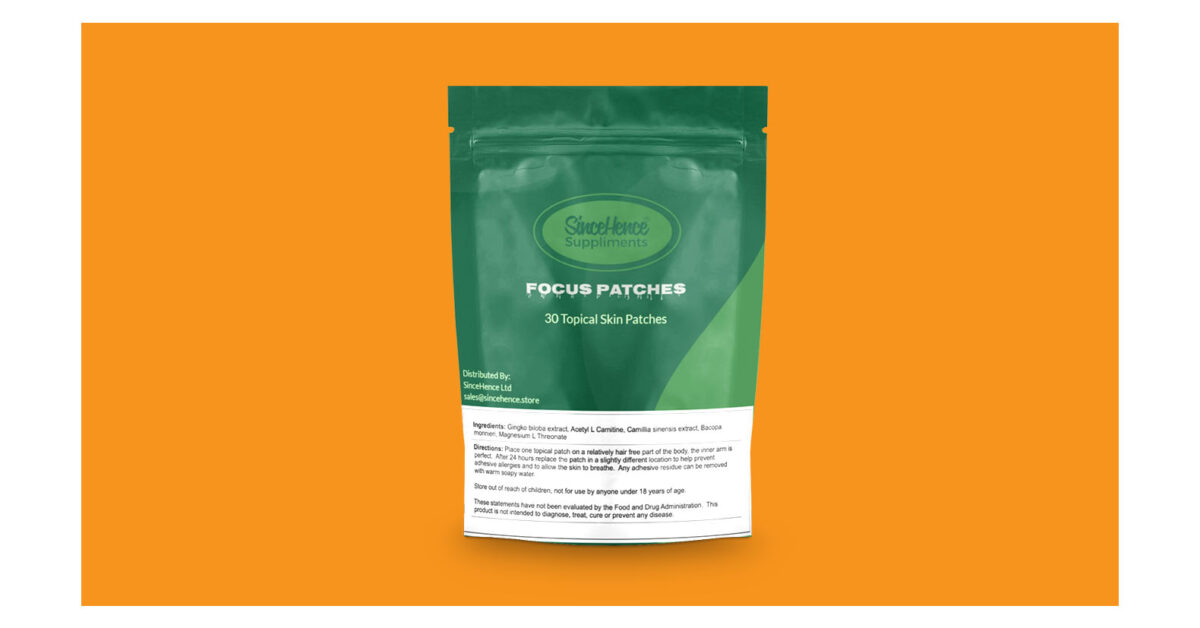 SinceHence
Suppliments
FOCUS PATCHES
30 Topical Skin Patches
Distributed By:
SinceHence Ltd
sales@sincehence.store
Ingredients: Gingko biloba extract, Acetyl L Carnitine, Camillia sinensis extract, Bacopa
monneri, Magnesium L Threonate
Directions: Place one topical patch on a relatively hair free part of the body, the inner arm is
perfect. After 24 hours replace the patch in a slightly different location to help prevent
adhesive allergies and to allow the skin to breathe. Any adhesive residue can be removed
with warm soapy water.
Store out of reach of children, not for use by anyone under 18 years of age.
These statements have not been evaluated by the Food and Drug Administration. This
product is not intended to diagnose, treat, cure or prevent any disease.